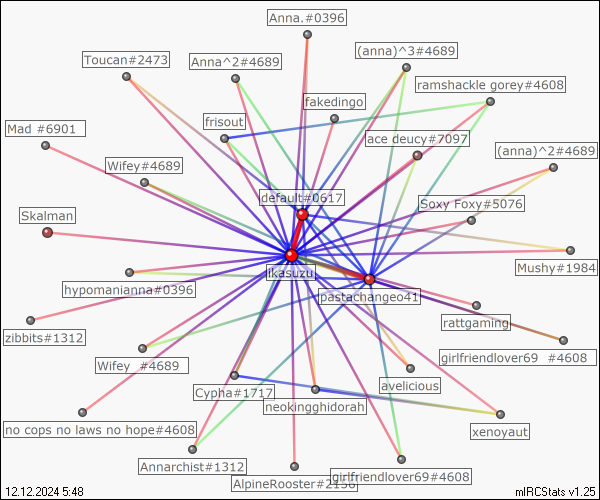 Anna.#0396
(anna)^3#4689
Toucan#2473
Anna^2#4689
ramshackle gorey#4608
fakedingo
frisout
Mad #6901
ace deucy#7097
(anna)^2#4689
Wifey#4689
default#0617
Soxy Foxy#5076
Skalman
ikasuzu
Mushy#1984
hypomanianna#0396
pastachangeo41
rattgaming
zibbits#1312
girlfriendlover69 #4608
Wifey #4689
avelicious
Cypha#1717
neokingghidorah
no cops no laws no hope#4608
xenoyaut
Annarchist#1312
girlfriendlover69#4608
AlpineRooster#2156
12.12.2024 5:48
mIRCStats v1.25